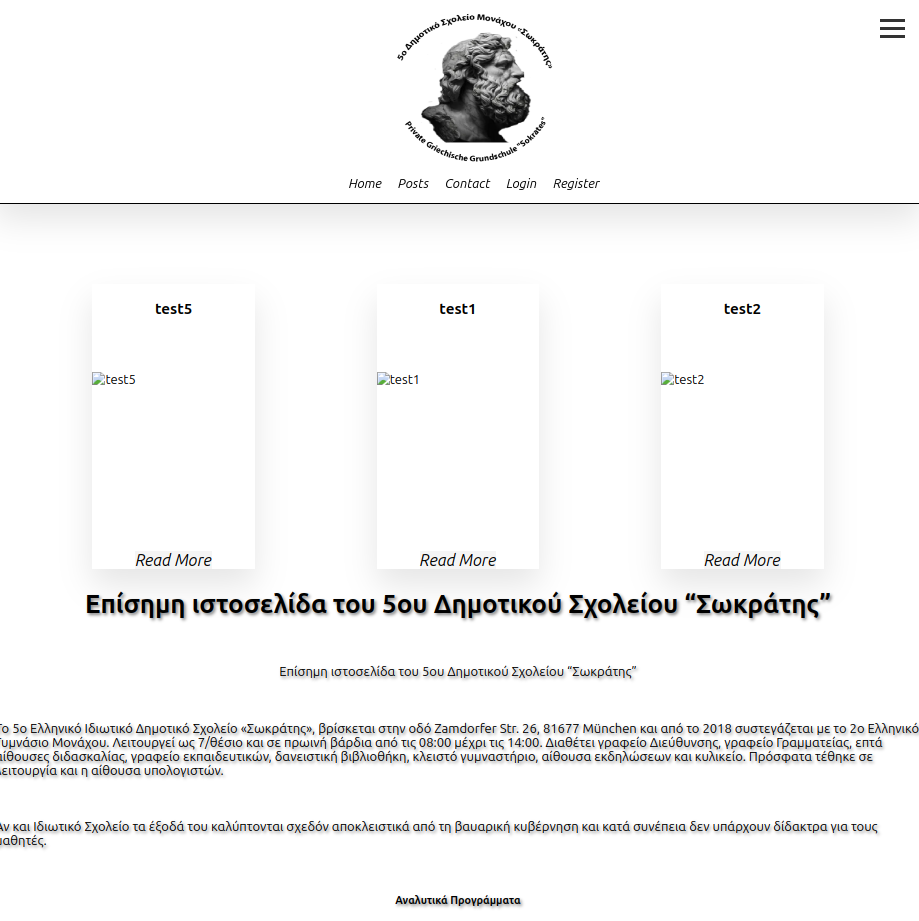 5ο Δημοτικό Σχολείο Μονάχου «Σωκράτης»
Private Griechische Grundschule "Sokrates"
Home Posts Contact Login Register
test5 test1 test2
test5 test1 test2
Read More Read More Read More
Επίσημη ιστοσελίδα του 5ου Δημοτικού Σχολείου “Σωκράτης”
Επίσημη ιστοσελίδα του 5ου Δημοτικού Σχολείου “Σωκράτης”
Το 5ο Ελληνικό Ιδιωτικό Δημοτικό Σχολείο «Σωκράτης», βρίσκεται στην οδό Zamdorfer Str. 26, 81677 München και από το 2018 συστεγάζεται με το 2ο Ελληνικό
Γυμνάσιο Μονάχου. Λειτουργεί ως 7/θέσιο και σε πρωινή βάρδια από τις 08:00 μέχρι τις 14:00. Διαθέτει γραφείο Διεύθυνσης, γραφείο Γραμματείας, επτά
αίθουσες διδασκαλίας, γραφείο εκπαιδευτικών, δανειστική βιβλιοθήκη, κλειστό γυμναστήριο, αίθουσα εκδηλώσεων και κυλικείο. Πρόσφατα τέθηκε σε
λειτουργία και η αίθουσα υπολογιστών.
Αν και Ιδιωτικό Σχολείο τα έξοδά του καλύπτονται σχεδόν αποκλειστικά από τη βαυαρική κυβέρνηση και κατά συνέπεια δεν υπάρχουν δίδακτρα για τους
μαθητές.
Αναλυτικά Προγράμματα